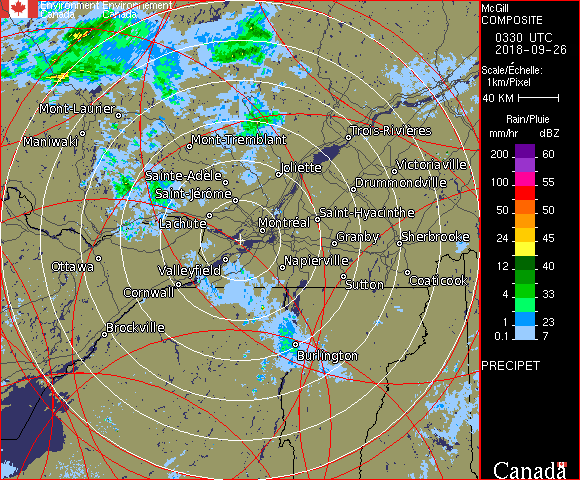 Environment Environnement
Canada Canada
Mont-Laurier
Maniwaki
Mont-Tremblant
Trois-Rivières
Joliette
Victoriaville
Sainte-Adèle
Drummondville
Saint-Jérôme
Saint-Hyacinthe
Lachute
Montréal
Granby
Sherbrooke
Ottawa
Valleyfield
Napierville
Cornwall
Sutton
Coaticook
Brockville
Burlington
McGill
COMPOSITE
0330 UTC
2018-09-26
Scale/Échelle:
1km/Pixel
40 KM
Rain/Pluie
mm/hr dBZ
200 60
100 55
50 50
24 45
12 40
4 33
1 23
0.1 7
PRECIPET
Canada